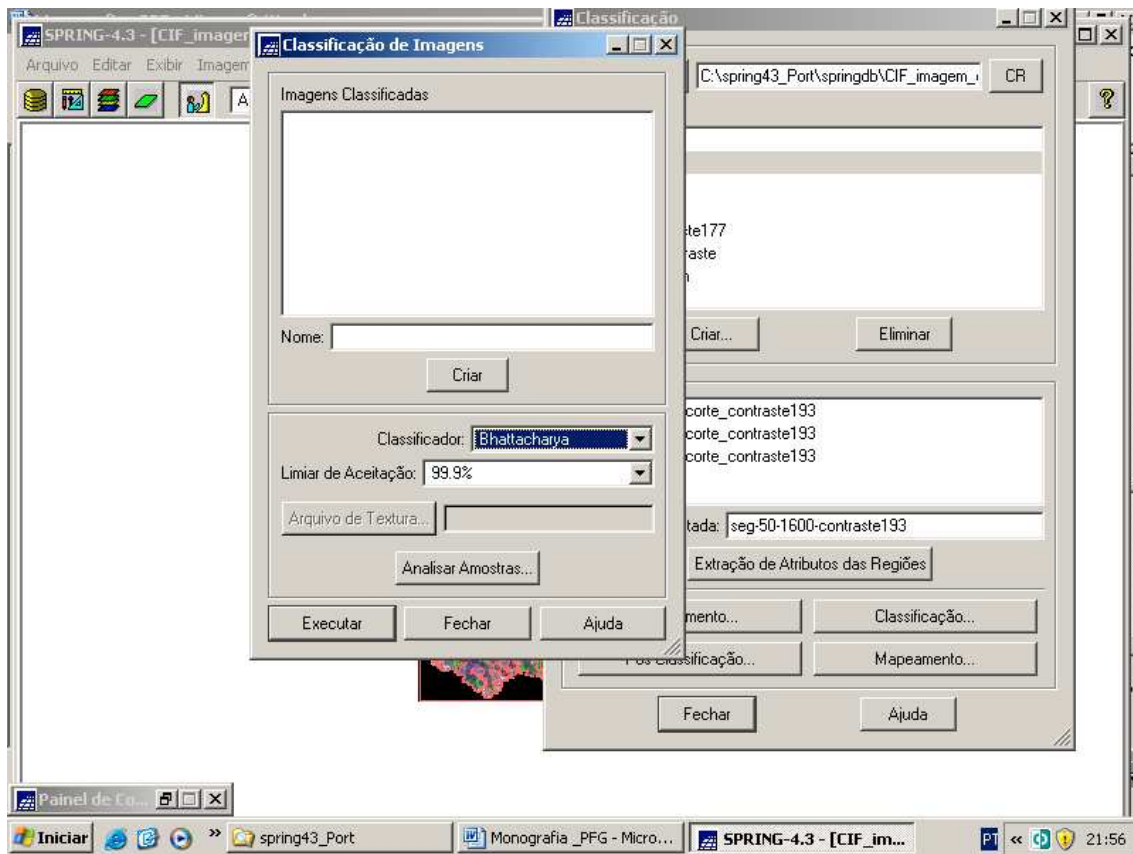 Classificação
SPRING-4.3 - [CIF_imagem
Arquivo Editar Exibir Imagem
Classificação de Imagens
Imagens Classificadas
Nome:
Criar
Classificador: Bhattacharya
Limiar de Aceitação: 99.9%
Arquivo de Textura...
Analisar Amostras...
Executar Fechar Ajuda
C:\spring43_Port\springdb\CIF_imagem_ CR
ste177
raste
Criar... Eliminar
corte_contraste193
corte_contraste193
corte_contraste193
tada: seg-50-1600-contraste193
Extração de Atributos das Regiões
mento... Classificação...
Pós Classificação... Mapeamento...
Fechar Ajuda
Painel de Co...
Iniciar spring43_Port Monografia _PFG - Micro... SPRING-4.3 - [CIF_im... PT 21:56